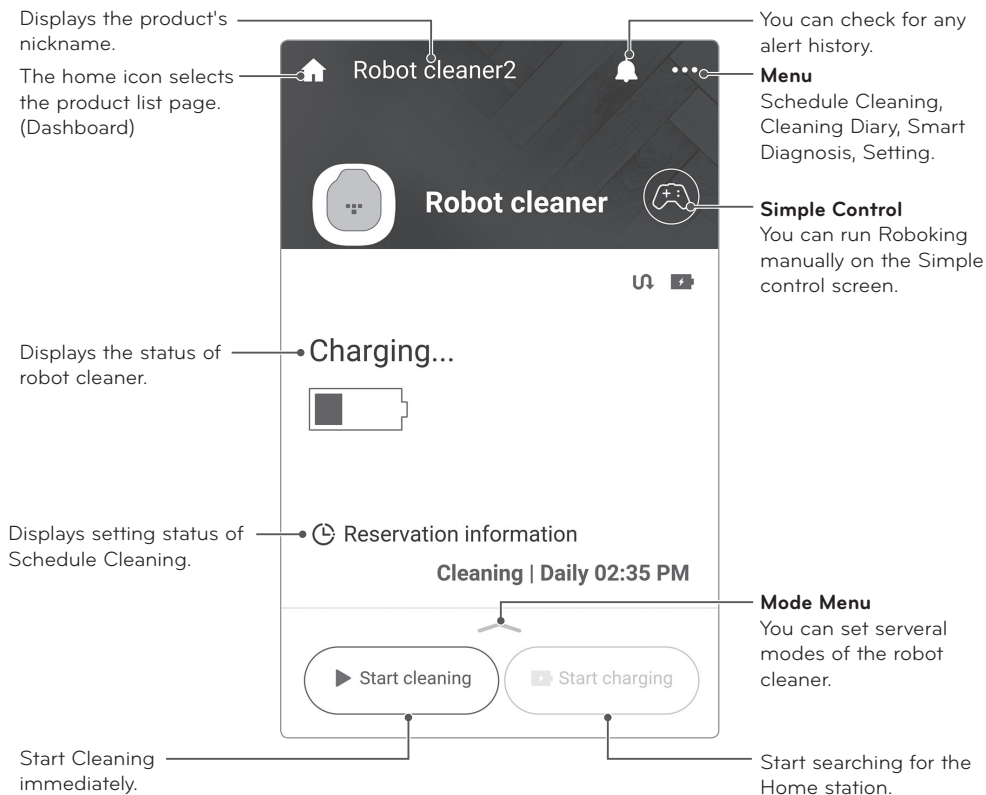 Displays the product's
nickname.
The home icon selects
the product list page.
(Dashboard)
Robot cleaner2
You can check for any
alert history.
Menu
Schedule Cleaning,
Cleaning Diary, Smart
Diagnosis, Setting.
Robot cleaner
Simple Control
You can run Roboking
manually on the Simple
control screen.
Displays the status of
robot cleaner.
Charging...
Displays setting status of
Schedule Cleaning.
Reservation information
Cleaning | Daily 02:35 PM
Mode Menu
You can set serveral
modes of the robot
cleaner.
Start cleaning
Start charging
Start Cleaning
immediately.
Start searching for the
Home station.